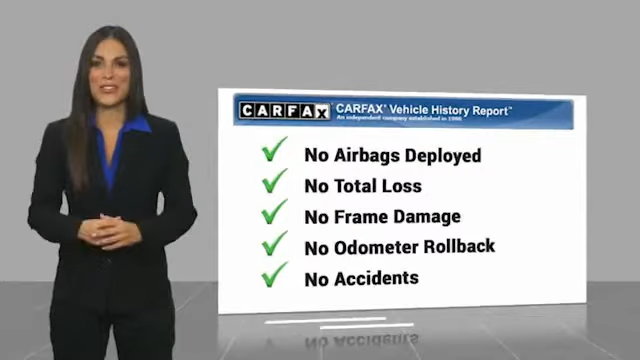 CARFAX CARFAX® Vehicle History Report™
An independent company established in 1986
No Airbags Deployed
No Total Loss
No Frame Damage
No Odometer Rollback
No Accidents